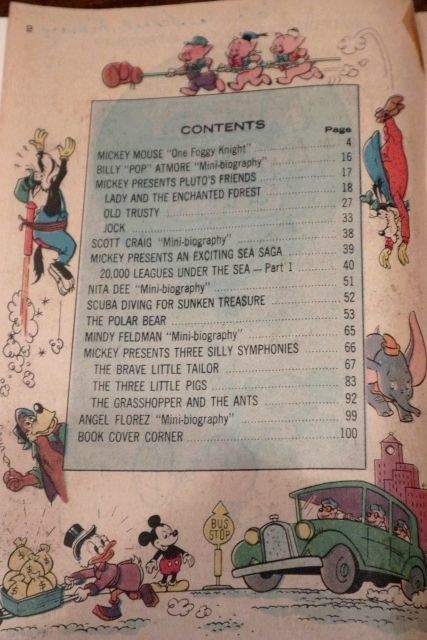 CONTENTS
Page
MICKEY MOUSE "One Foggy Knight" 4
BILLY "POP" ATMORE "Mini-biography" 16
MICKEY PRESENTS PLUTO'S FRIENDS 17
LADY AND THE ENCHANTED FOREST 18
OLD TRUSTY 27
JOCK 33
SCOTT CRAIG "Mini-biography" 38
MICKEY PRESENTS AN EXCITING SEA SAGA 39
20,000 LEAGUES UNDER THE SEA — Part I 40
NITA DEE "Mini-biography" 51
SCUBA DIVING FOR SUNKEN TREASURE 52
THE POLAR BEAR 53
MINDY FELDMAN "Mini-biography" 65
MICKEY PRESENTS THREE SILLY SYMPHONIES 66
THE BRAVE LITTLE TAILOR 67
THE THREE LITTLE PIGS 83
THE GRASSHOPPER AND THE ANTS 92
ANGEL FLOREZ "Mini-biography" 99
BOOK COVER CORNER 100
BUS
STOP
$
$
$
$